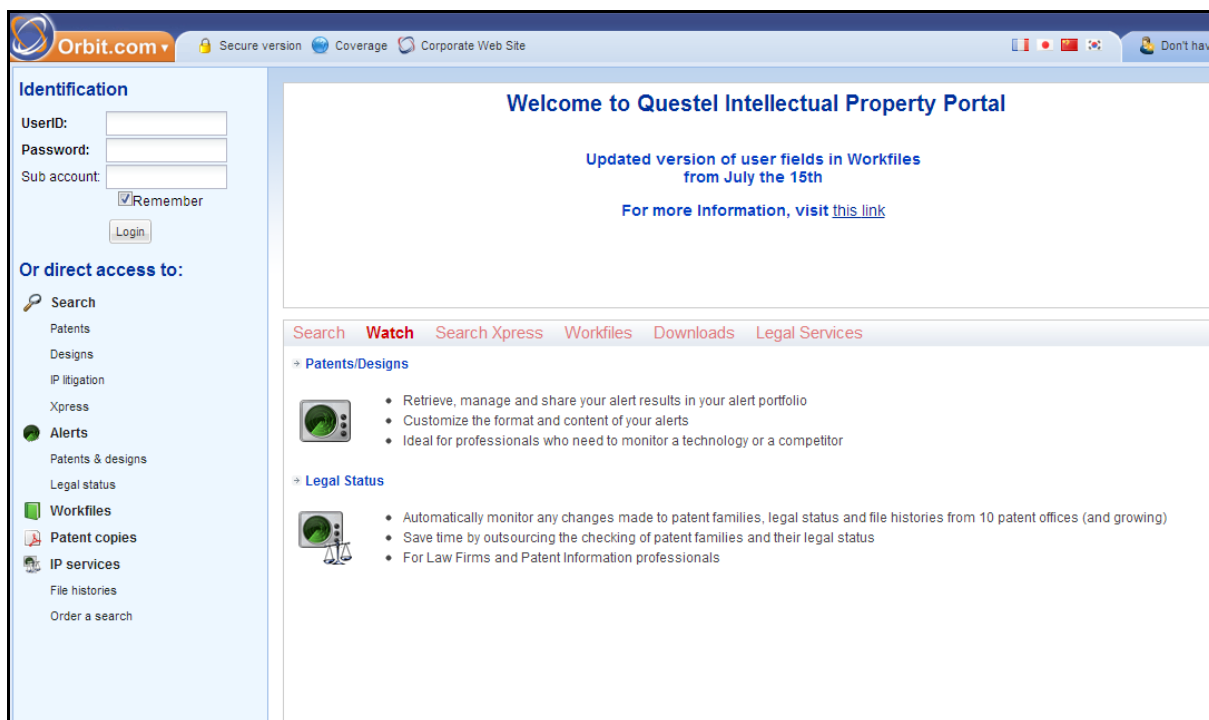 Orbit.com
Secure version Coverage Corporate Web Site
Don't hav
Identification
UserID:
Password:
Sub account:
Remember
Login
Or direct access to:
Search
Patents
Designs
IP litigation
Xpress
Alerts
Patents & designs
Legal status
Workfiles
Patent copies
IP services
File histories
Order a search
Welcome to Questel Intellectual Property Portal
Updated version of user fields in Workfiles
from July the 15th
For more Information, visit this link
Search Watch Search Xpress Workfiles Downloads Legal Services
Patents/Designs
Retrieve, manage and share your alert results in your alert portfolio
Customize the format and content of your alerts
Ideal for professionals who need to monitor a technology or a competitor
Legal Status
Automatically monitor any changes made to patent families, legal status and file histories from 10 patent offices (and growing)
Save time by outsourcing the checking of patent families and their legal status
For Law Firms and Patent Information professionals